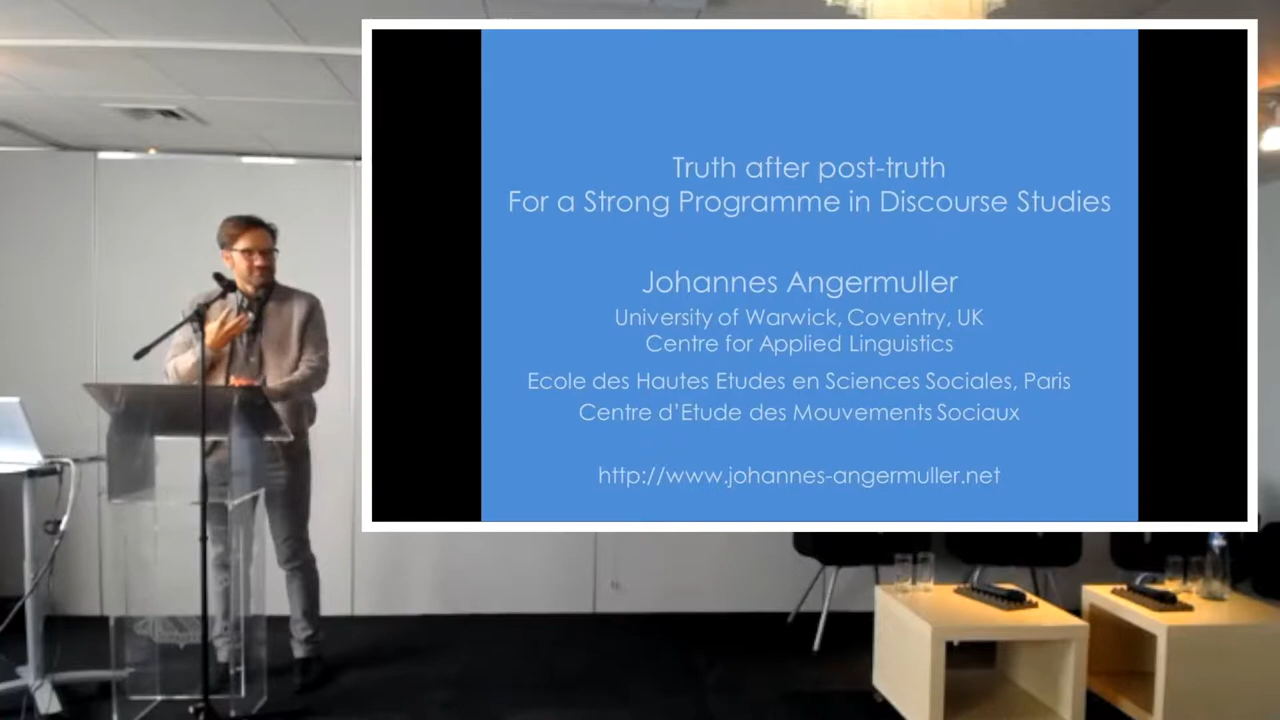 Truth after post-truth
For a Strong Programme in Discourse Studies
Johannes Angermuller
University of Warwick, Coventry, UK
Centre for Applied Linguistics
Ecole des Hautes Etudes en Sciences Sociales, Paris
Centre d'Etude des Mouvements Sociaux
http://www.johannes-angermuller.net